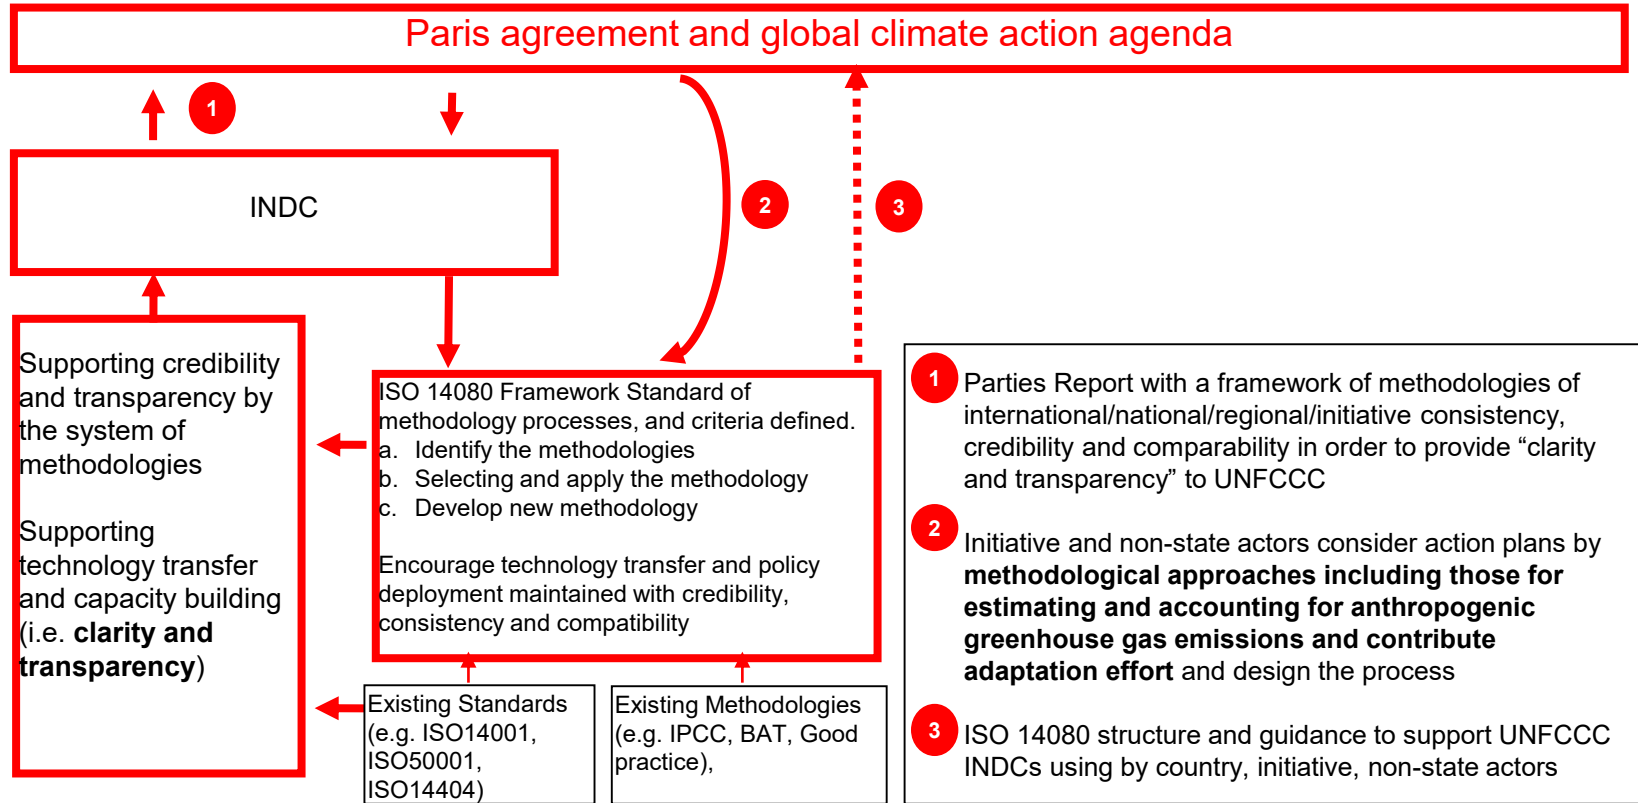 Paris agreement and global climate action agenda
1
INDC
2
3
Supporting credibility
and transparency by
the system of
methodologies
Supporting
technology transfer
and capacity building
(i.e. clarity and
transparency)
ISO 14080 Framework Standard of
methodology processes, and criteria defined.
a. Identify the methodologies
b. Selecting and apply the methodology
c. Develop new methodology
Encourage technology transfer and policy
deployment maintained with credibility,
consistency and compatibility
Existing Standards
(e.g. ISO14001,
ISO50001,
ISO14404)
Existing Methodologies
(e.g. IPCC, BAT, Good
practice),
1 Parties Report with a framework of methodologies of
international/national/regional/initiative consistency,
credibility and comparability in order to provide “clarity
and transparency” to UNFCCC
2 Initiative and non-state actors consider action plans by
methodological approaches including those for
estimating and accounting for anthropogenic
greenhouse gas emissions and contribute
adaptation effort and design the process
3 ISO 14080 structure and guidance to support UNFCCC
INDCs using by country, initiative, non-state actors